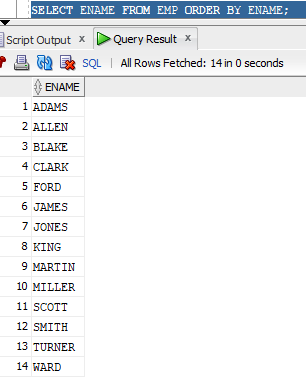 SELECT ENAME FROM EMP ORDER BY ENAME;
Script Output × Query Result ×
SQL | All Rows Fetched: 14 in 0 seconds
ENAME
1 ADAMS
2 ALLEN
3 BLAKE
4 CLARK
5 FORD
6 JAMES
7 JONES
8 KING
9 MARTIN
10 MILLER
11 SCOTT
12 SMITH
13 TURNER
14 WARD